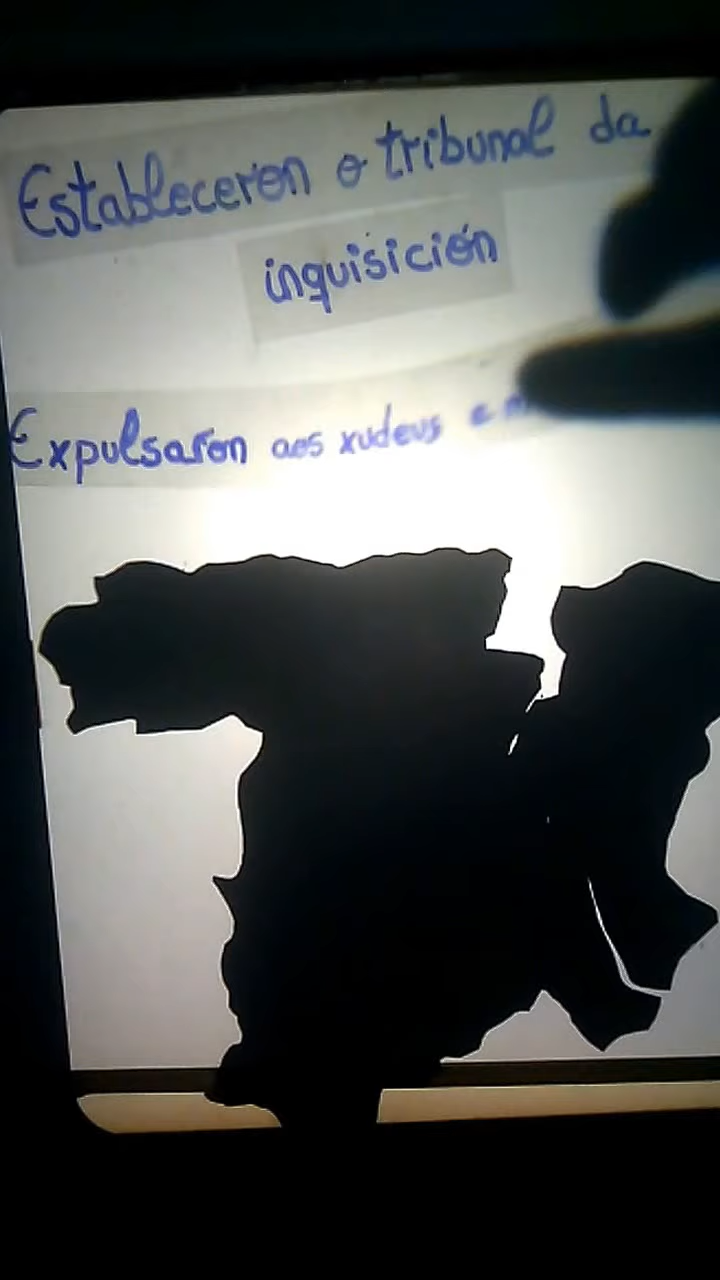 Estableceron o tribunal da
inquisición
Expulsaron aos xudeus e